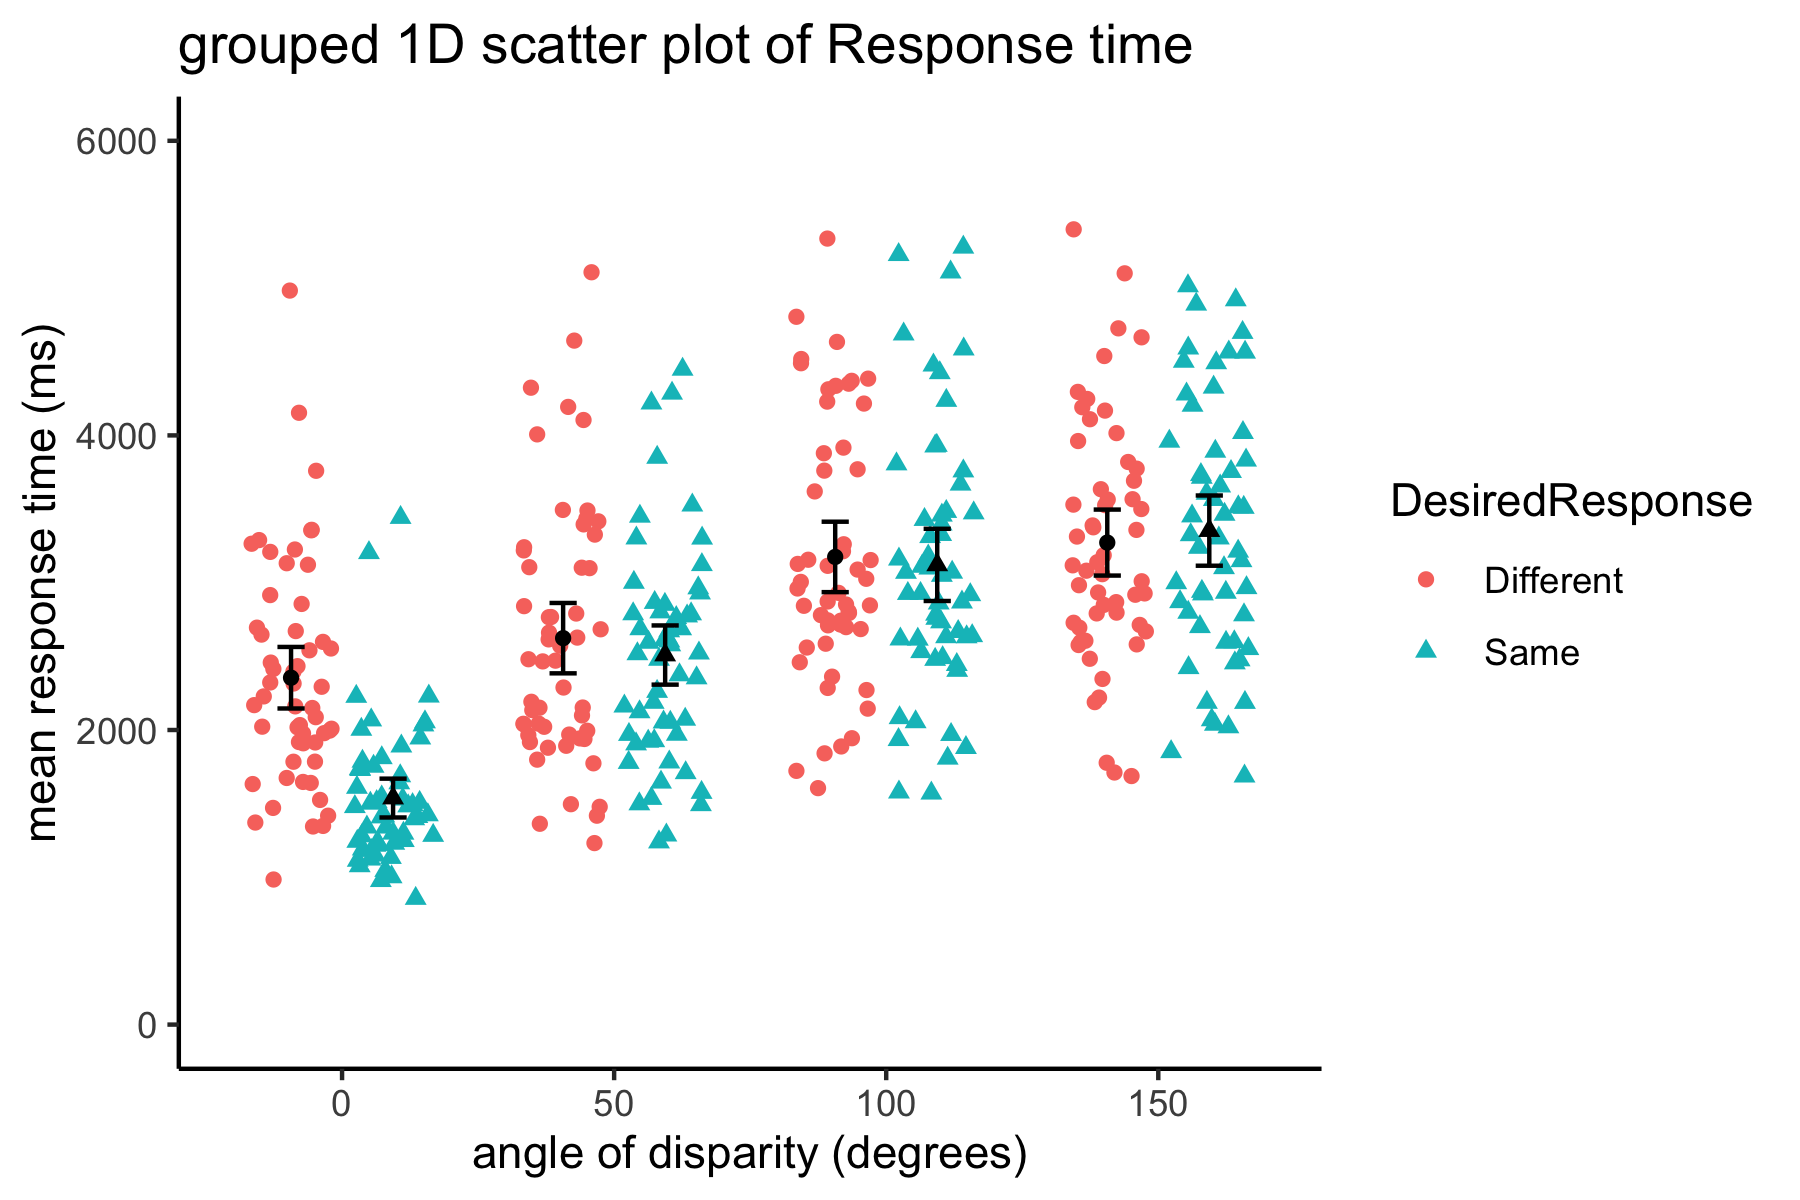 grouped 1D scatter plot of Response time
6000
4000
2000
0
mean response time (ms)
0 50 100 150
angle of disparity (degrees)
DesiredResponse
Different
Same